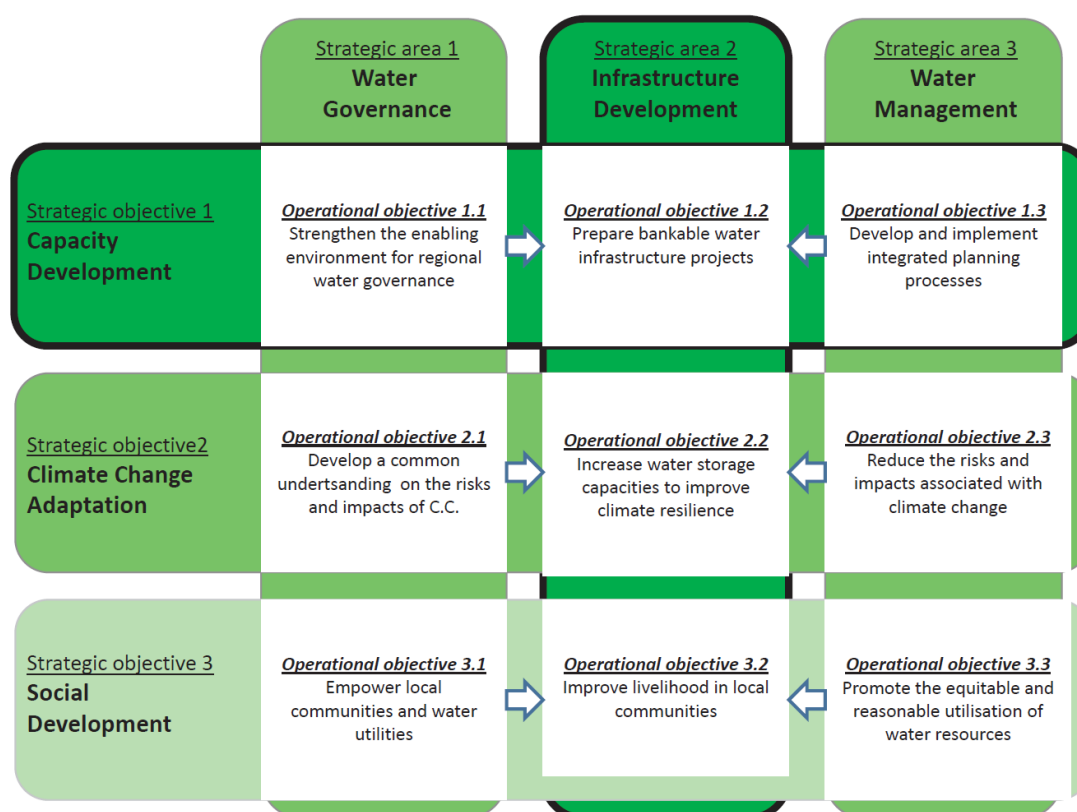 Strategic area 1
Water
Governance
Strategic area 2
Infrastructure
Development
Strategic area 3
Water
Management
Strategic objective 1
Capacity
Development
Operational objective 1.1
Strengthen the enabling
environment for regional
water governance
Operational objective 1.2
Prepare bankable water
infrastructure projects
Operational objective 1.3
Develop and implement
integrated planning
processes
Strategic objective2
Climate Change
Adaptation
Operational objective 2.1
Develop a common
undertsanding on the risks
and impacts of C.C.
Operational objective 2.2
Increase water storage
capacities to improve
climate resilience
Operational objective 2.3
Reduce the risks and
impacts associated with
climate change
Strategic objective 3
Social
Development
Operational objective 3.1
Empower local
communities and water
utilities
Operational objective 3.2
Improve livelihood in local
communities
Operational objective 3.3
Promote the equitable and
reasonable utilisation of
water resources